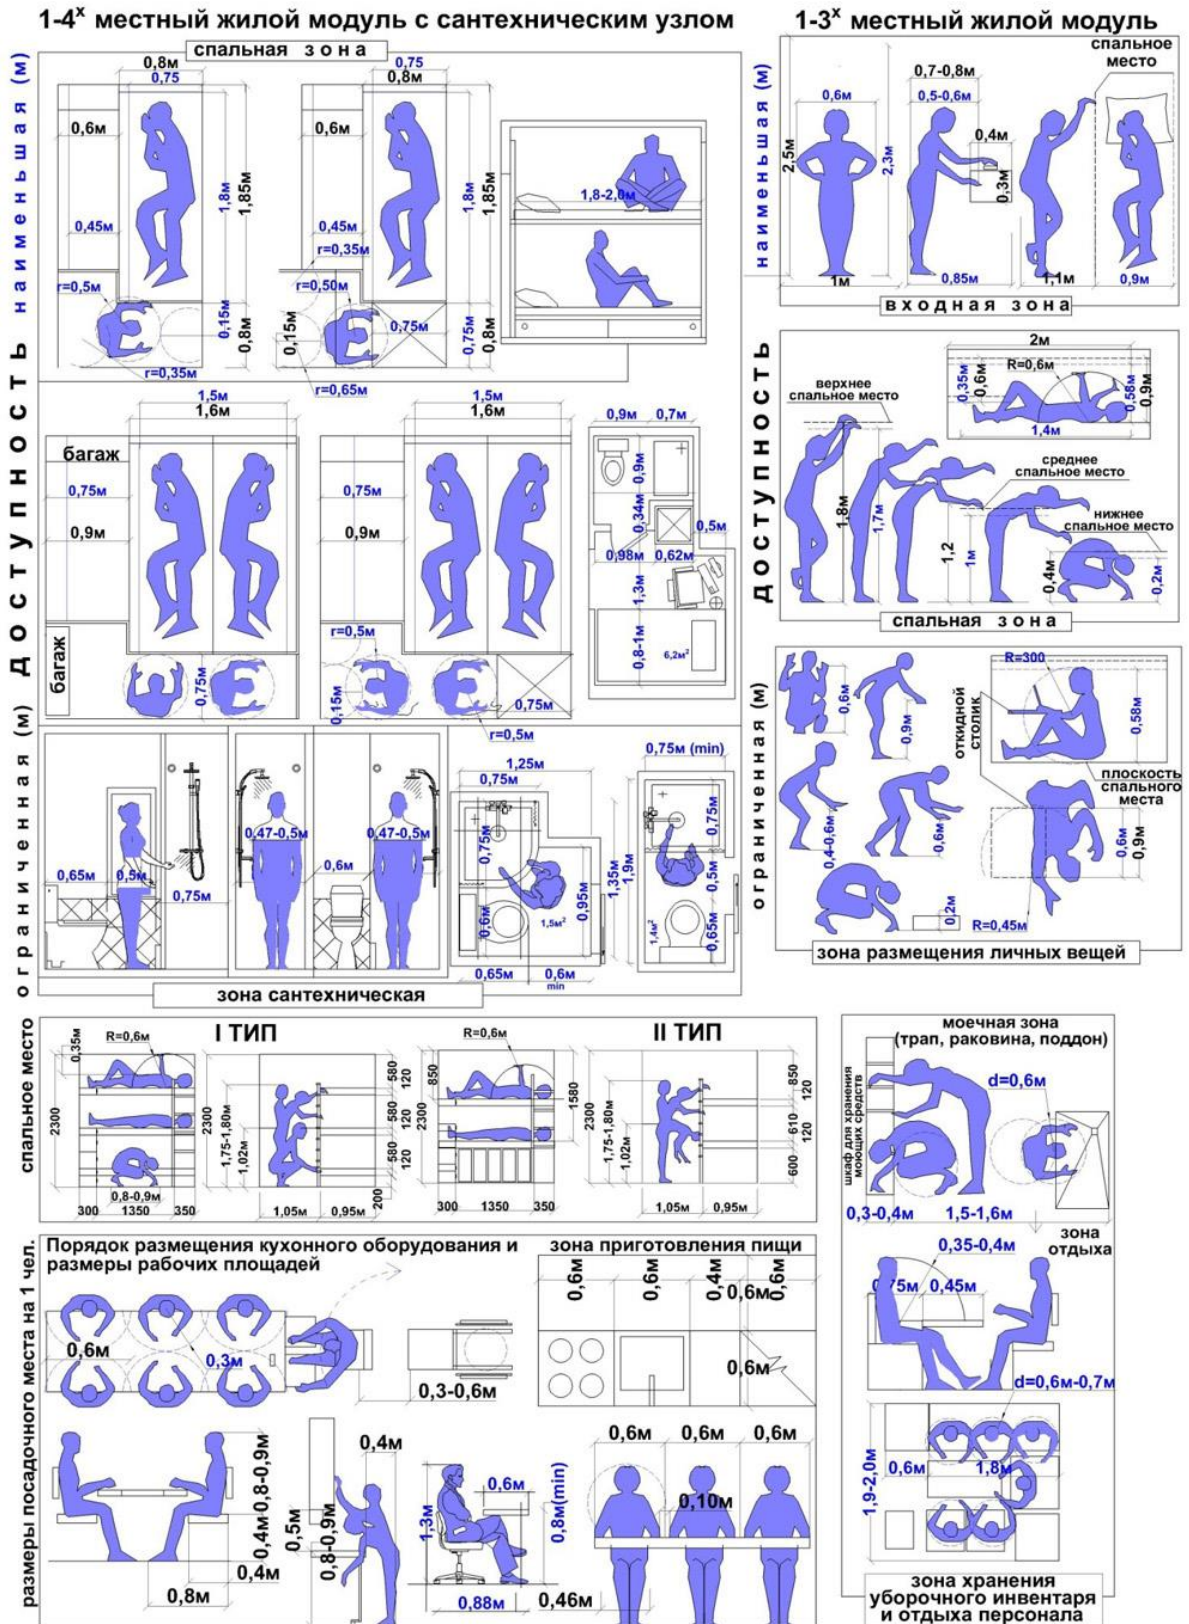 1-4х местный жилой модуль с сантехническим узлом
спальная зона
доступность наименьшая (м)
ограниченная (м)
0,8м
0,75
0,75
0,8м
0,6м
0,6м
1,8м
1,85м
1,8м
1,85м
1,8-2,0м
0,45м
0,45м
r=0,35м
r=0,5м
r=0,50м
0,15м
0,8м
0,15м
0,75м
0,75м
0,8м
r=0,35м
r=0,65м
1,5м
1,6м
1,5м
1,6м
0,9м
0,7м
багаж
0,75м
0,75м
0,9м
0,9м
0,9м
0,34м
0,5м
0,98м
0,62м
1,3м
0,8-1м
6,2м²
багаж
0,75м
r=0,5м
0,15м
0,75м
r=0,5м
0,75м (min)
1,25м
0,75м
0,47-0,5м
0,47-0,5м
0,6м
0,65м
0,5м
0,75м
0,75м
0,6м
1,5м²
0,95м
1,35м
1,9м
0,75м
0,5м
0,65м
1,4м²
0,65м
0,6м
min
зона сантехническая
1-3х местный жилой модуль
доступность наименьшая (м)
ограниченная (м)
спальное
место
0,7-0,8м
0,6м
0,5-0,6м
0,4м
2,5м
2,3м
0,3м
1м
0,85м
1,1м
0,9м
входная зона
2м
R=0,6м
0,35м
0,6м
0,58м
0,9м
1,4м
верхнее
спальное место
среднее
спальное место
нижнее
спальное место
1,8м
1,7м
1,2
1м
0,4м
0,2м
спальная зона
R=300
0,6м
0,9м
откидной
столик
0,58м
плоскость
спального
места
0,4-0,6м
0,6м
0,6м
0,9м
0,2м
R=0,45м
зона размещения личных вещей
спальное место
I ТИП
II ТИП
0,35м
R=0,6м
R=0,6м
2300
2300
1,75-1,80м
1,02м
580
120
580
120
580
120
200
0,8-0,9м
300
1350
350
1,05м
0,95м
850
2300
1580
300
1350
350
2300
1,75-1,80м
1,02м
850
120
610
120
600
1,05м
0,95м
моечная зона
(трап, раковина, поддон)
шкаф для хранения
моющих средств
d=0,6м
0,3-0,4м
1,5-1,6м
зона
отдыха
0,35-0,4м
0,75м
0,45м
d=0,6м-0,7м
1,9-2,0м
0,6м
1,8м
зона хранения
уборочного инвентаря
и отдыха персонала
размеры посадочного места на 1 чел.
Порядок размещения кухонного оборудования и
размеры рабочих площадей
зона приготовления пищи
0,6м
0,6м
0,4м
0,6м
0,6м
0,6м
0,6м
0,3м
0,3-0,6м
0,8-0,9м
0,4м
0,4м
0,8м
0,4м
0,5м
0,8-0,9м
1,3м
0,6м
0,8м(min)
0,88м
0,6м
0,6м
0,6м
0,10м
0,46м